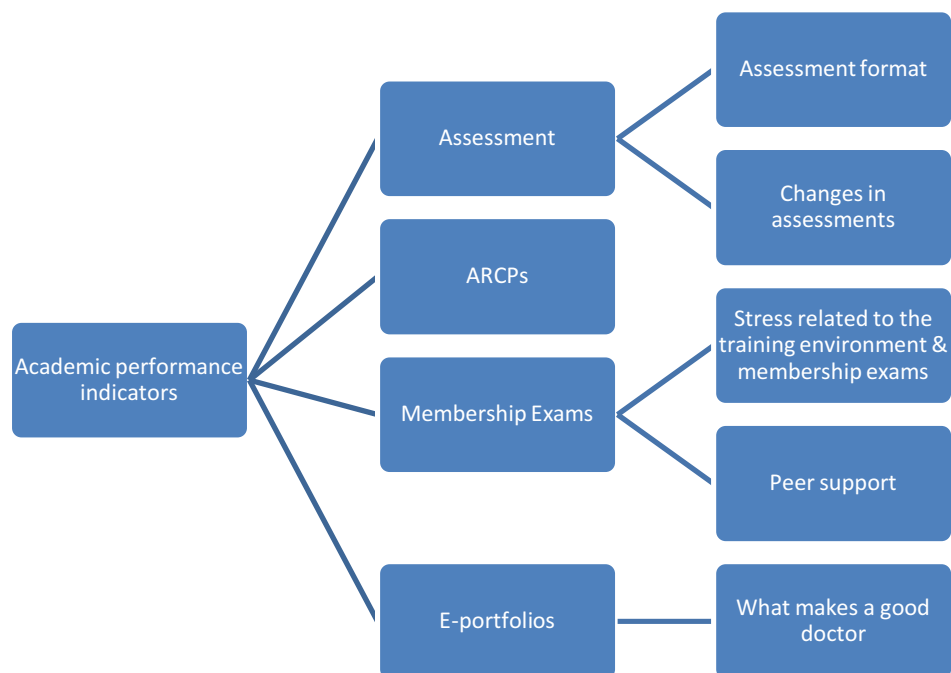 Academic performance
indicators
Assessment
ARCPs
Membership Exams
E-portfolios
Assessment format
Changes in
assessments
Stress related to the
training environment &
membership exams
Peer support
What makes a good
doctor